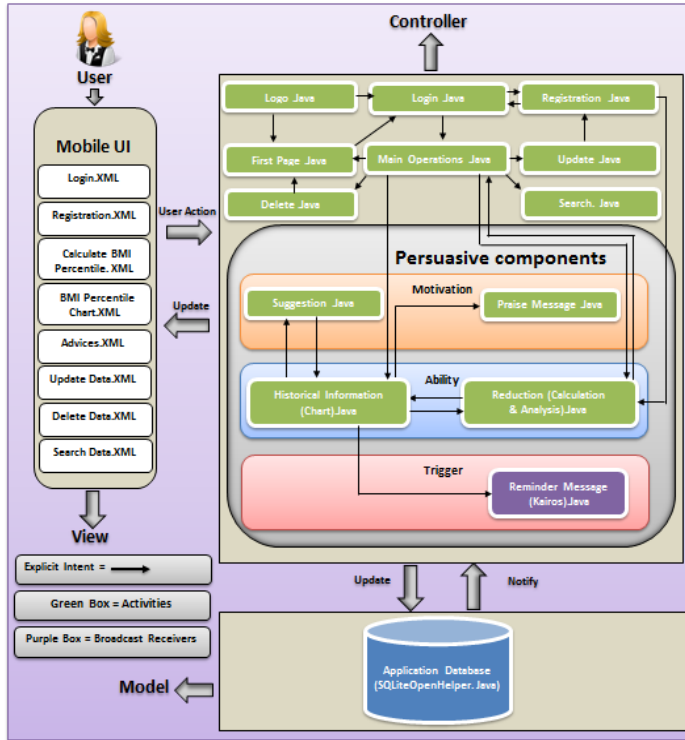 Controller
User
Mobile UI
Login.XML
Registration.XML
Calculate BMI
Percentile. XML
BMI Percentile
Chart.XML
Advices.XML
Update Data.XML
Delete Data.XML
Search Data.XML
View
User Action
Update
Logo .Java
Login .Java
Registration .Java
First Page .Java
Main Operations .Java
Update .Java
Delete .Java
Search. Java
Persuasive components
Motivation
Suggestion .Java
Praise Message .Java
Ability
Historical Information
(Chart).Java
Reduction (Calculation
& Analysis).Java
Trigger
Reminder Message
(Kairos).Java
Explicit Intent =
Green Box = Activities
Purple Box = Broadcast Receivers
Update
Notify
Application Database
(SQLiteOpenHelper. Java)
Model